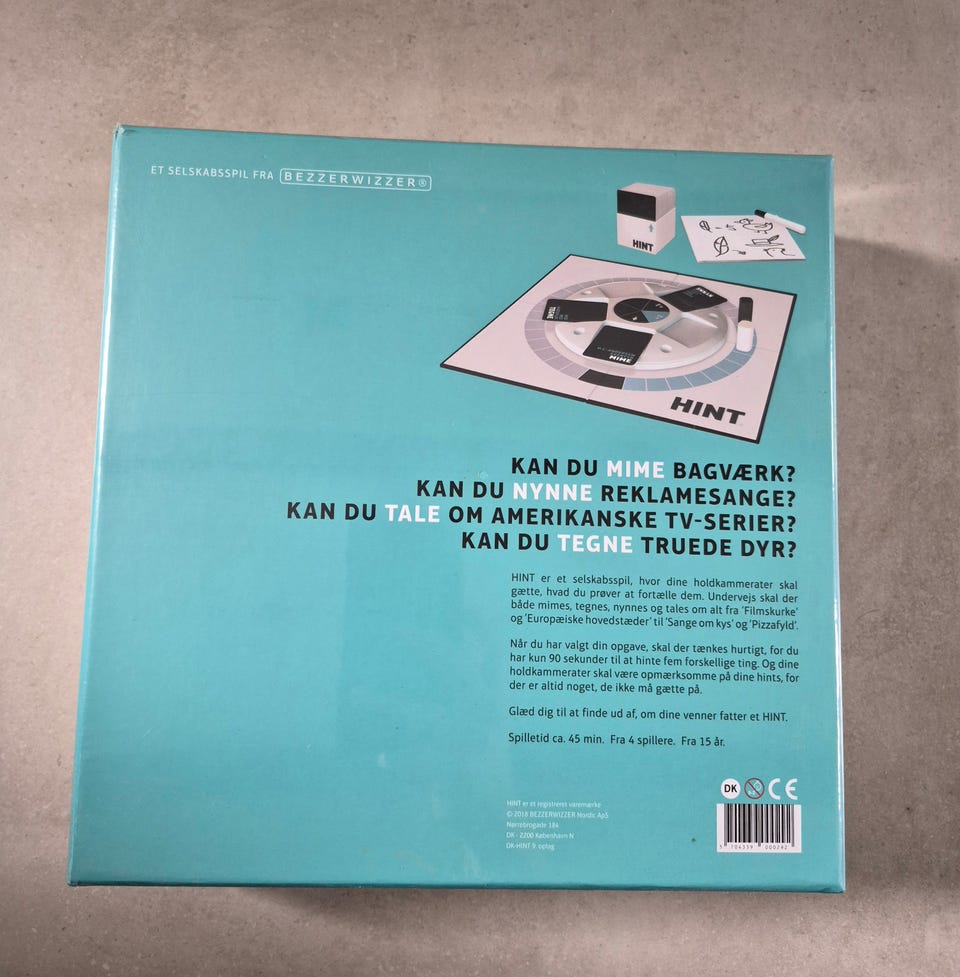 ET SELSKABSSPIL FRA BEZZERWIZZER®
HINT
MIME
HINT
KAN DU MIME BAGVÆRK?
KAN DU NYNNE REKLAMESANGE?
KAN DU TALE OM AMERIKANSKE TV-SERIER?
KAN DU TEGNE TRUEDE DYR?
HINT er et selskabsspil, hvor dine holdkammerater skal
gætte, hvad du prøver at fortælle dem. Undervejs skal der
både mimes, tegnes, nynnes og tales om alt fra 'Filmskurke'
og 'Europæiske hovedstæder' til 'Sange om kys' og 'Pizzafyld'.
Når du har valgt din opgave, skal der tænkes hurtigt, for du
har kun 90 sekunder til at hinte fem forskellige ting. Og dine
holdkammerater skal være opmærksomme på dine hints, for
der er altid noget, de ikke må gætte på.
Glæd dig til at finde ud af, om dine venner fatter et HINT.
Spilletid ca. 45 min. Fra 4 spillere. Fra 15 år.
DK CE
HINT er et registreret varemærke
© 2018 BEZZERWIZZER Nordic ApS
Nørrebrogade 184
DK - 2200 København N
DK-HINT 9. oplag
5 704339 000292